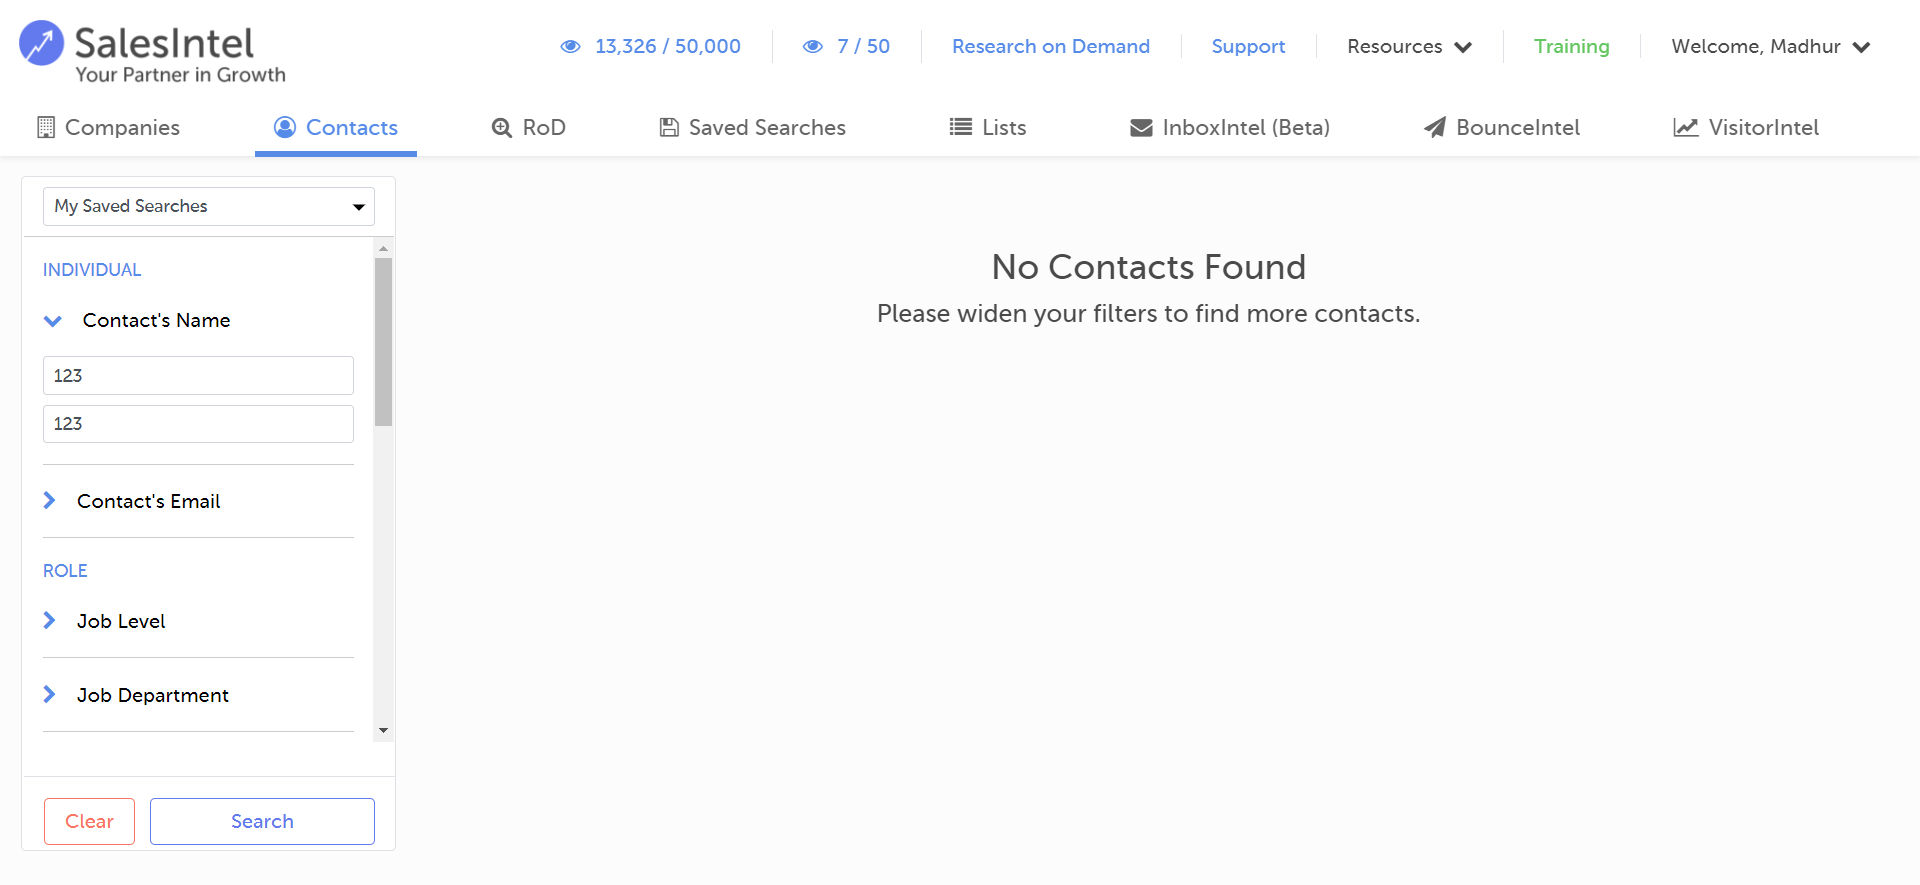 SalesIntel
Your Partner in Growth
13,326 / 50,000
7 / 50
Research on Demand
Support
Resources
Training
Welcome, Madhur
Companies
Contacts
RoD
Saved Searches
Lists
InboxIntel (Beta)
BounceIntel
VisitorIntel
My Saved Searches
INDIVIDUAL
Contact's Name
123
123
Contact's Email
ROLE
Job Level
Job Department
Clear
Search
No Contacts Found
Please widen your filters to find more contacts.